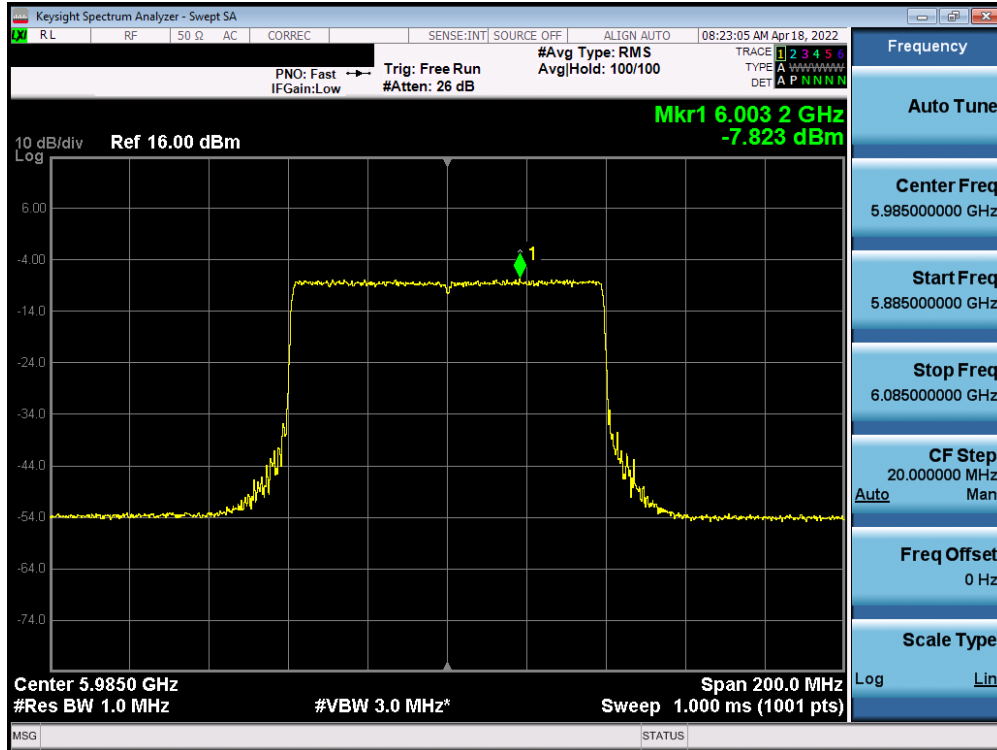 Keysight Spectrum Analyzer - Swept SA
LXI RL RF 50 Ω AC CORREC SENSE:INT SOURCE OFF ALIGN AUTO 08:23:05 AM Apr 18, 2022
PNO: Fast Trig: Free Run #Avg Type: RMS TRACE 1 2 3 4 5 6
IFGain:Low #Atten: 26 dB Avg|Hold: 100/100 TYPE A WWWWW
DET A P N N N N
Mkr1 6.003 2 GHz
-7.823 dBm
10 dB/div Ref 16.00 dBm
Log
1
6.00
-4.00
-14.0
-24.0
-34.0
-44.0
-54.0
-64.0
-74.0
Center 5.9850 GHz Span 200.0 MHz
#Res BW 1.0 MHz #VBW 3.0 MHz* Sweep 1.000 ms (1001 pts)
MSG STATUS
Frequency
Auto Tune
Center Freq
5.985000000 GHz
Start Freq
5.885000000 GHz
Stop Freq
6.085000000 GHz
CF Step
20.000000 MHz
Auto Man
Freq Offset
0 Hz
Scale Type
Log Lin